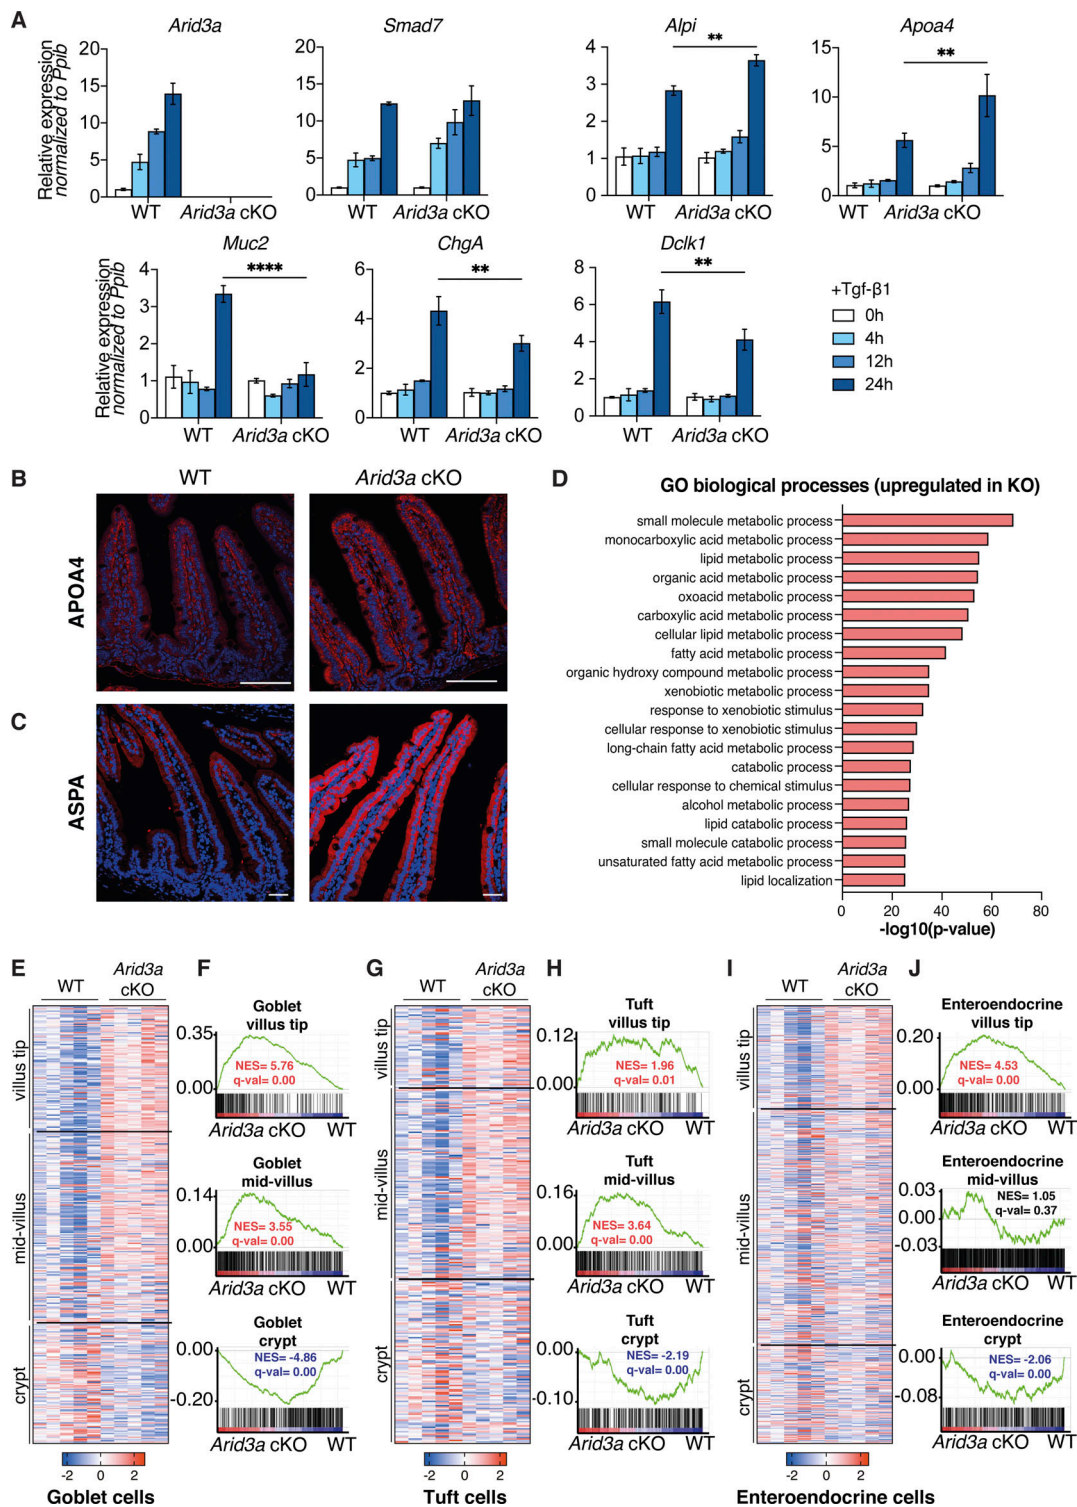 A
Arid3a
Smad7
Alpi
Apoa4
Relative expression
normalized to Ppib
20
15
10
5
0
WT
Arid3a cKO
20
15
10
5
0
WT
Arid3a cKO
4
3
2
1
0
**
WT
Arid3a cKO
15
10
5
0
**
WT
Arid3a cKO
Muc2
ChgA
Dclk1
Relative expression
normalized to Ppib
4
3
2
1
0
****
WT
Arid3a cKO
6
4
2
0
**
WT
Arid3a cKO
8
6
4
2
0
**
WT
Arid3a cKO
+Tgf-β1
0h
4h
12h
24h
B
WT
Arid3a cKO
APOA4
C
ASPA
D
GO biological processes (upregulated in KO)
small molecule metabolic process
monocarboxylic acid metabolic process
lipid metabolic process
organic acid metabolic process
oxoacid metabolic process
carboxylic acid metabolic process
cellular lipid metabolic process
fatty acid metabolic process
organic hydroxy compound metabolic process
xenobiotic metabolic process
response to xenobiotic stimulus
cellular response to xenobiotic stimulus
long-chain fatty acid metabolic process
catabolic process
cellular response to chemical stimulus
alcohol metabolic process
lipid catabolic process
small molecule catabolic process
unsaturated fatty acid metabolic process
lipid localization
0 20 40 60 80
-log10(p-value)
E
WT
Arid3a
cKO
villus tip
mid-villus
crypt
-2 0 2
Goblet cells
F
Goblet
villus tip
0.35
0.00
NES= 5.76
q-val= 0.00
Arid3a cKO WT
Goblet
mid-villus
0.14
0.00
NES= 3.55
q-val= 0.00
Arid3a cKO WT
Goblet
crypt
0.00
-0.20
NES= -4.86
q-val= 0.00
Arid3a cKO WT
G
WT
Arid3a
cKO
villus tip
mid-villus
crypt
-2 0 2
Tuft cells
H
Tuft
villus tip
0.12
0.00
NES= 1.96
q-val= 0.01
Arid3a cKO WT
Tuft
mid-villus
0.16
0.00
NES= 3.64
q-val= 0.00
Arid3a cKO WT
Tuft
crypt
0.00
-0.10
NES= -2.19
q-val= 0.00
Arid3a cKO WT
I
WT
Arid3a
cKO
villus tip
mid-villus
crypt
-2 0 2
Enteroendocrine cells
J
Enteroendocrine
villus tip
0.20
0.00
NES= 4.53
q-val= 0.00
Arid3a cKO WT
Enteroendocrine
mid-villus
0.03
0.00
-0.03
NES= 1.05
q-val= 0.37
Arid3a cKO WT
Enteroendocrine
crypt
0.00
-0.08
NES= -2.06
q-val= 0.00
Arid3a cKO WT